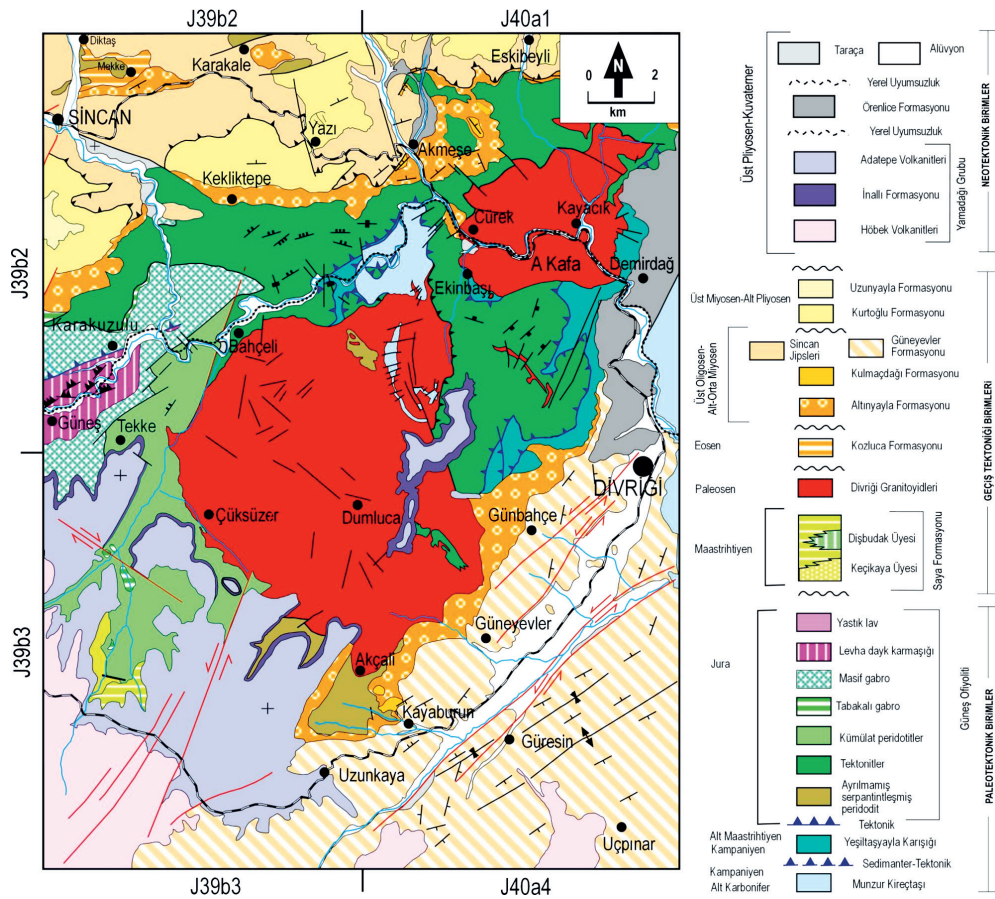 J39b2
J40a1
Diktaş
Mekke
Karakale
Eskibeyli
N
0 2
km
SİNCAN
Yazı
Akmeşe
Kekliktepe
Cürek
Kayacık
A Kafa
Demirdağ
Ekinbaşı
J39b2
Karakuzulu
Bahçeli
Güneş
Tekke
DİVRİĞİ
Çüksüzer
Dumluca
Günbahçe
Güneyevler
J39b3
Akçali
Kayaburun
Güresin
Uzunkaya
Uçpınar
J39b3
J40a4
Üst Pliyosen-Kuvaterner
Taraça
Alüvyon
Yerel Uyumsuzluk
Örenlice Formasyonu
Yerel Uyumsuzluk
Adatepe Volkanitleri
İnallı Formasyonu
Höbek Volkanitleri
Yamadağı Grubu
NEOTEKTONİK BİRİMLER
Üst Miyosen-Alt Pliyosen
Uzunyayla Formasyonu
Kurtoğlu Formasyonu
Üst Oligosen-
Alt-Orta Miyosen
Sincan
Jipsleri
Güneyevler
Formasyonu
Kulmaçdağı Formasyonu
Altınyayla Formasyonu
Eosen
Kozluca Formasyonu
Paleosen
Divriği Granitoyidleri
Maastrihtiyen
Dişbudak Üyesi
Keçikaya Üyesi
Saya Formasyonu
GEÇİŞ TEKTONİĞİ BİRİMLERİ
Jura
Yastık lav
Levha dayk karmaşığı
Masif gabro
Tabakalı gabro
Kümülat peridotitler
Tektonitler
Ayrılmamış
serpantinleşmiş
peridodit
Güneş Ofiyoliti
Tektonik
Alt Maastrihtiyen
Kampaniyen
Yeşiltaşyayla Karışığı
Sedimanter-Tektonik
Kampaniyen
Alt Karbonifer
Munzur Kireçtaşı
PALEOTEKTONİK BİRİMLER